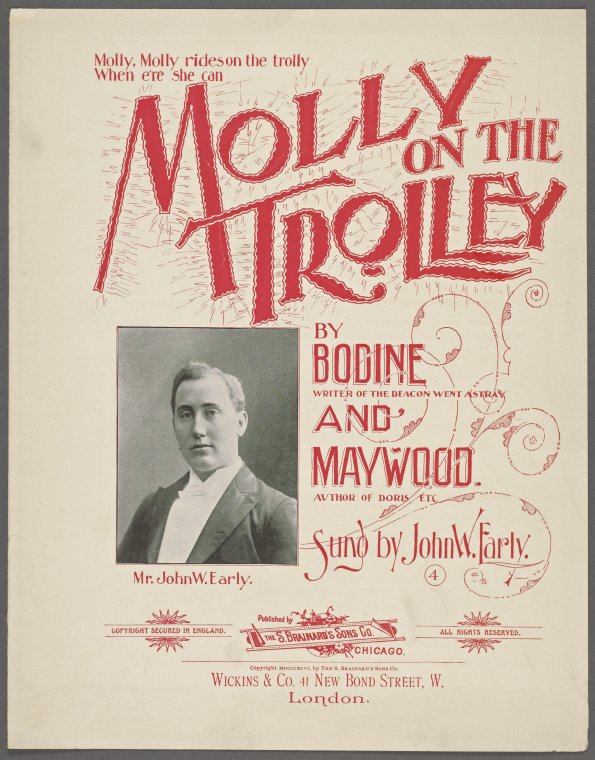 Molly, Molly rides on the trolly
When e're she can
MOLLY
ON THE
TROLLEY
BY
BODINE
WRITER OF THE DEACON WENT ASTRAY
AND
MAYWOOD.
AUTHOR OF DORIS ETC
Sung by John W. Early.
4
Mr. John W. Early.
COPYRIGHT SECURED IN ENGLAND.
Published by
THE S. BRAINARD'S SONS CO.
CHICAGO.
ALL RIGHTS RESERVED.
Copyright MDCCCXCVI, by THE S. BRAINARD'S SONS CO.
WICKINS & CO. 41 NEW BOND STREET, W.
London.